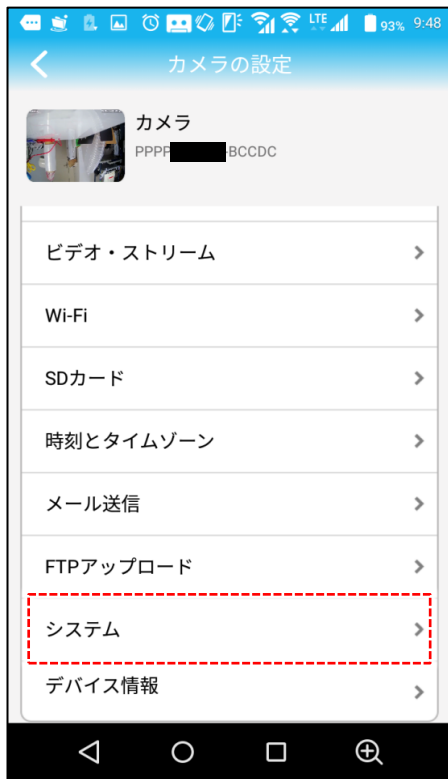 LTE 93% 9:48
カメラの設定
カメラ
PPPP -BCCDC
ビデオ・ストリーム
Wi-Fi
SDカード
時刻とタイムゾーン
メール送信
FTPアップロード
システム
デバイス情報